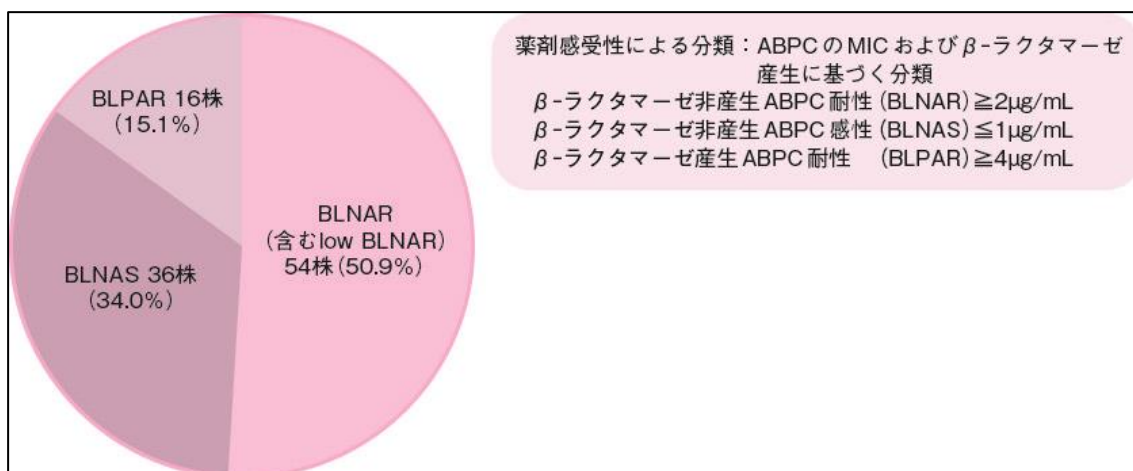 BLPAR 16株
(15.1%)
BLNAR
(含むlow BLNAR)
54株(50.9%)
BLNAS 36株
(34.0%)
薬剤感受性による分類:ABPCのMICおよびβ-ラクタマーゼ
産生に基づく分類
β-ラクタマーゼ非産生ABPC耐性(BLNAR)≧2μg/mL
β-ラクタマーゼ非産生ABPC感性(BLNAS)≦1μg/mL
β-ラクタマーゼ産生ABPC耐性 (BLPAR)≧4μg/mL